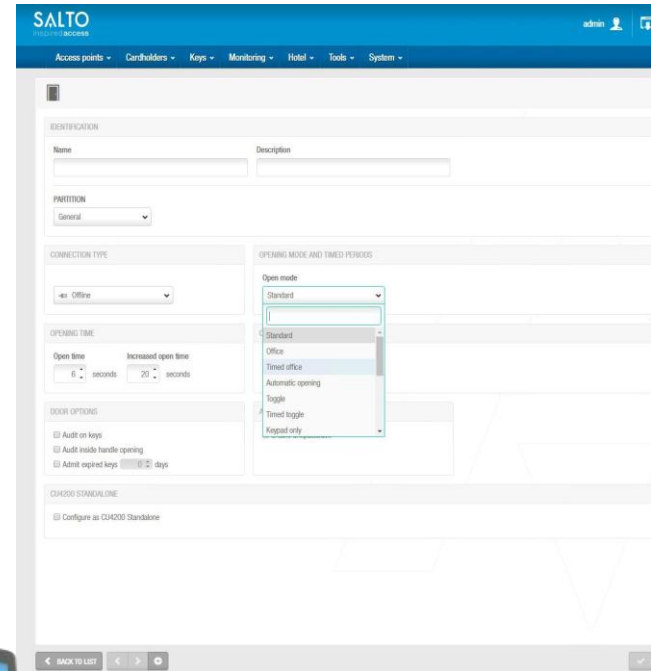 SALTO
inspiredaccess
admin
Access points Cardholders Keys Monitoring Hotel Tools System
IDENTIFICATION
Name Description
PARTITION
General
CONNECTION TYPE OPENING MODE AND TIMED PERIODS
Open mode
Offline Standard
OPENING TIME
Standard
Office
Open time Increased open time
6 seconds 20 seconds
Timed office
Automatic opening
Toggle
Timed toggle
Keypad only
DOOR OPTIONS
Audit on keys
Audit inside handle opening
Admit expired keys 0 days
CU4200 STANDALONE
Configure as CU4200 Standalone
BACK TO LIST